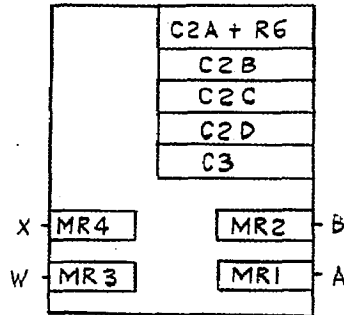 C2A + R6
C2B
C2C
C2D
C3
X MR4 MR2 B
W MR3 MR1 A